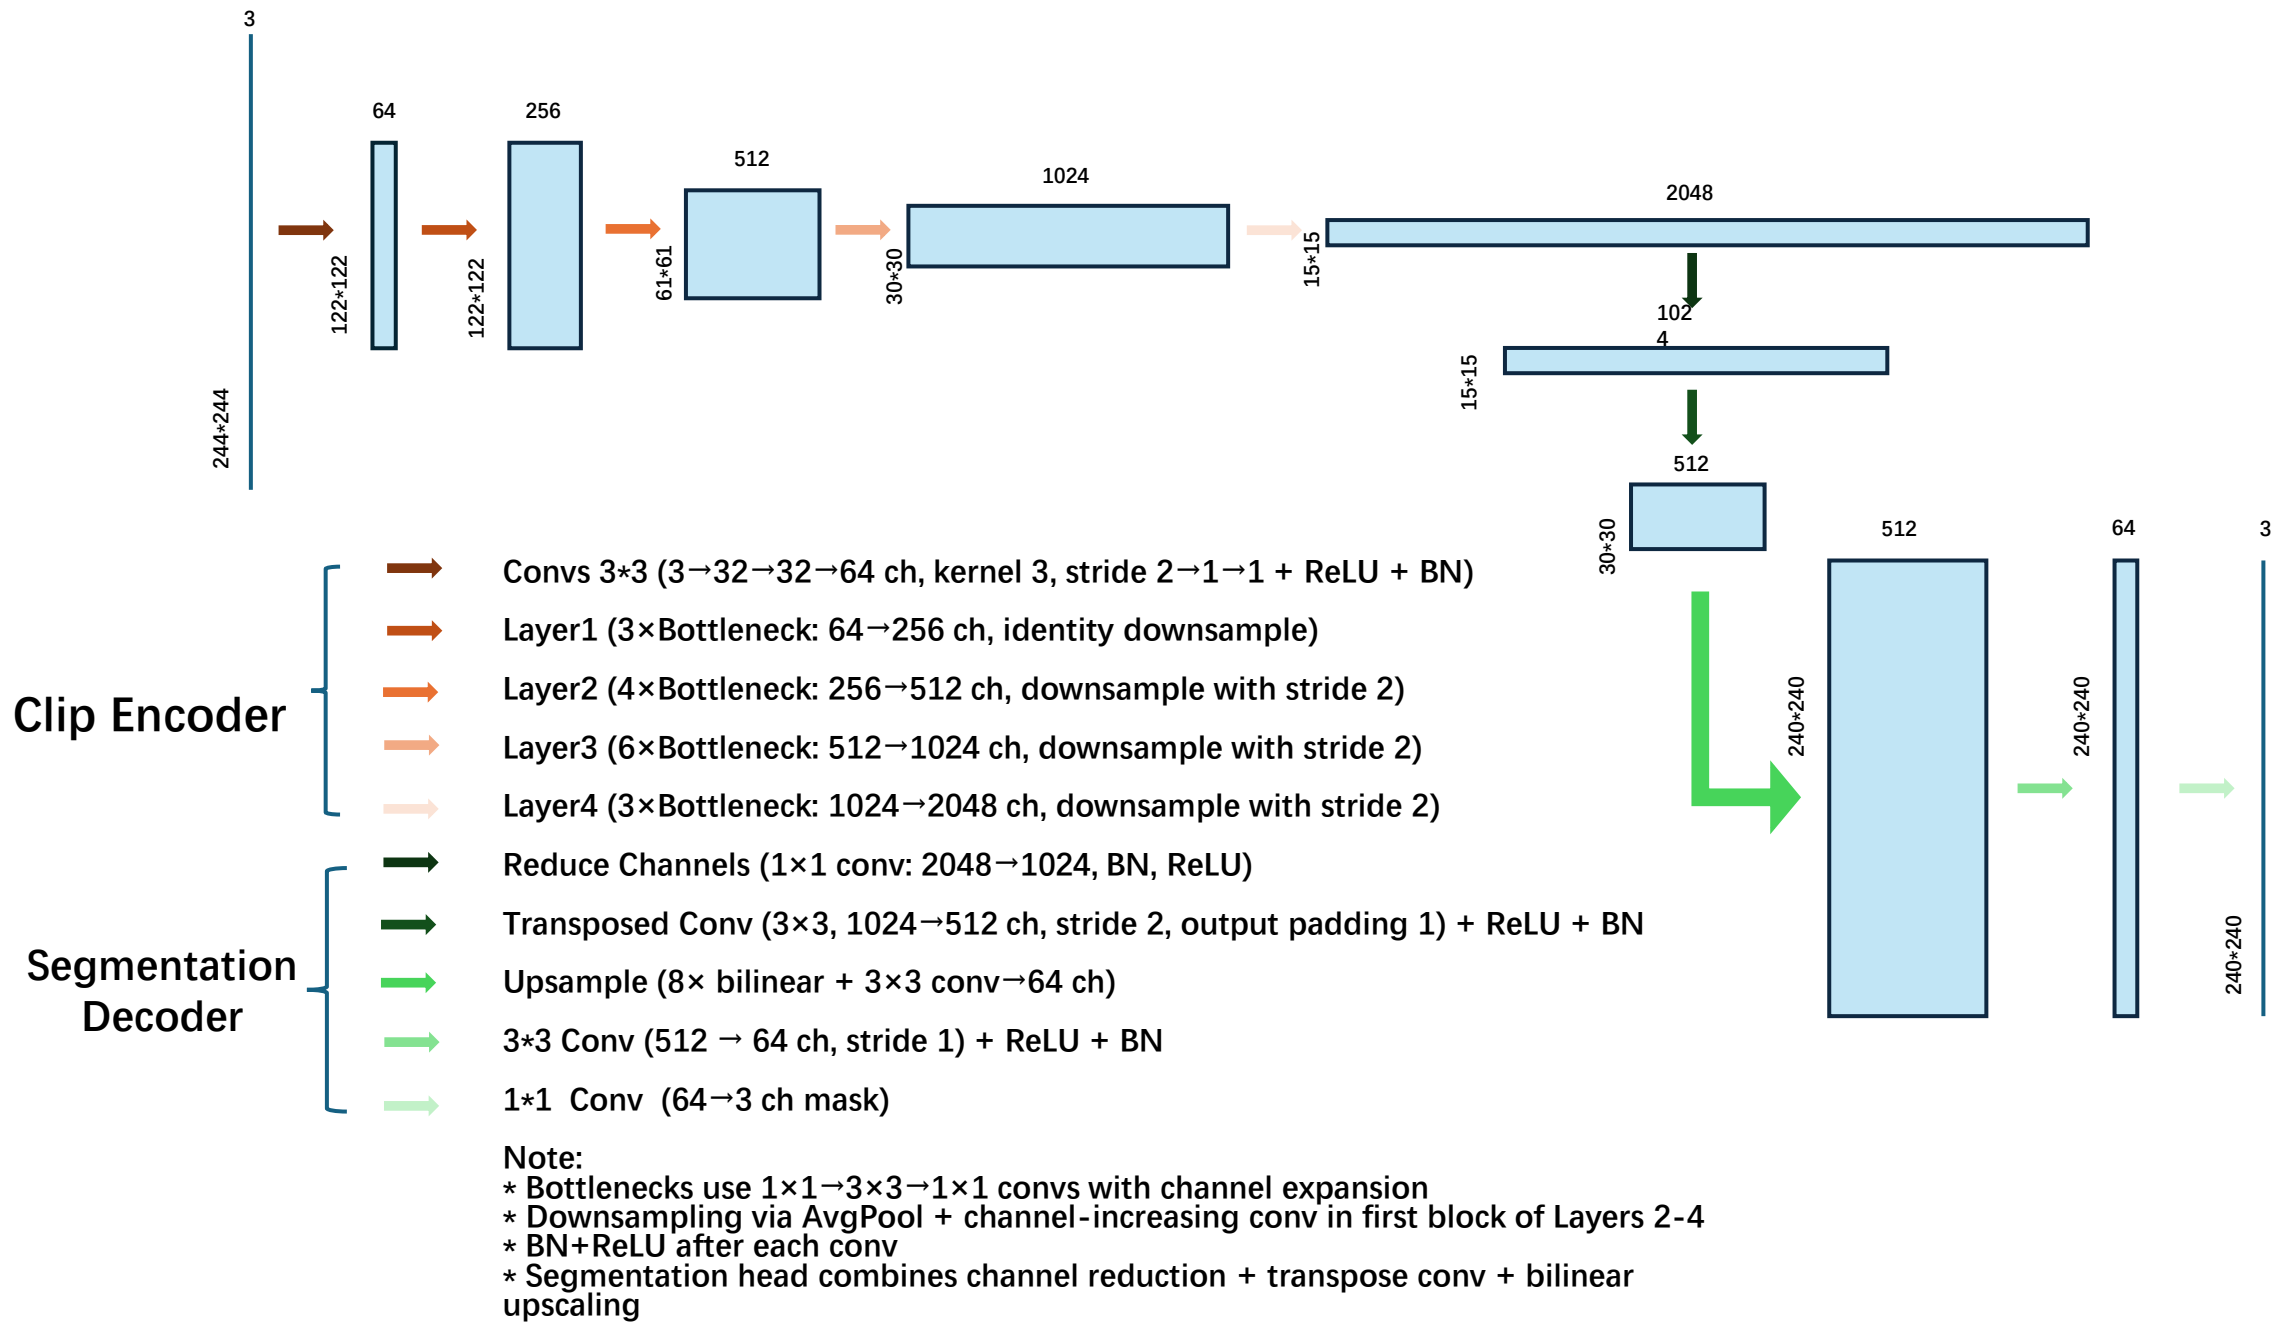 3
244*244
64
122*122
256
122*122
512
61*61
1024
30*30
2048
15*15
102
4
15*15
512
30*30
512
240*240
64
240*240
3
240*240
Clip Encoder
Convs 3*3 (3→32→32→64 ch, kernel 3, stride 2→1→1 + ReLU + BN)
Layer1 (3×Bottleneck: 64→256 ch, identity downsample)
Layer2 (4×Bottleneck: 256→512 ch, downsample with stride 2)
Layer3 (6×Bottleneck: 512→1024 ch, downsample with stride 2)
Layer4 (3×Bottleneck: 1024→2048 ch, downsample with stride 2)
Segmentation
Decoder
Reduce Channels (1×1 conv: 2048→1024, BN, ReLU)
Transposed Conv (3×3, 1024→512 ch, stride 2, output padding 1) + ReLU + BN
Upsample (8× bilinear + 3×3 conv→64 ch)
3*3 Conv (512 → 64 ch, stride 1) + ReLU + BN
1*1 Conv (64→3 ch mask)
Note:
* Bottlenecks use 1×1→3×3→1×1 convs with channel expansion
* Downsampling via AvgPool + channel-increasing conv in first block of Layers 2-4
* BN+ReLU after each conv
* Segmentation head combines channel reduction + transpose conv + bilinear
upscaling